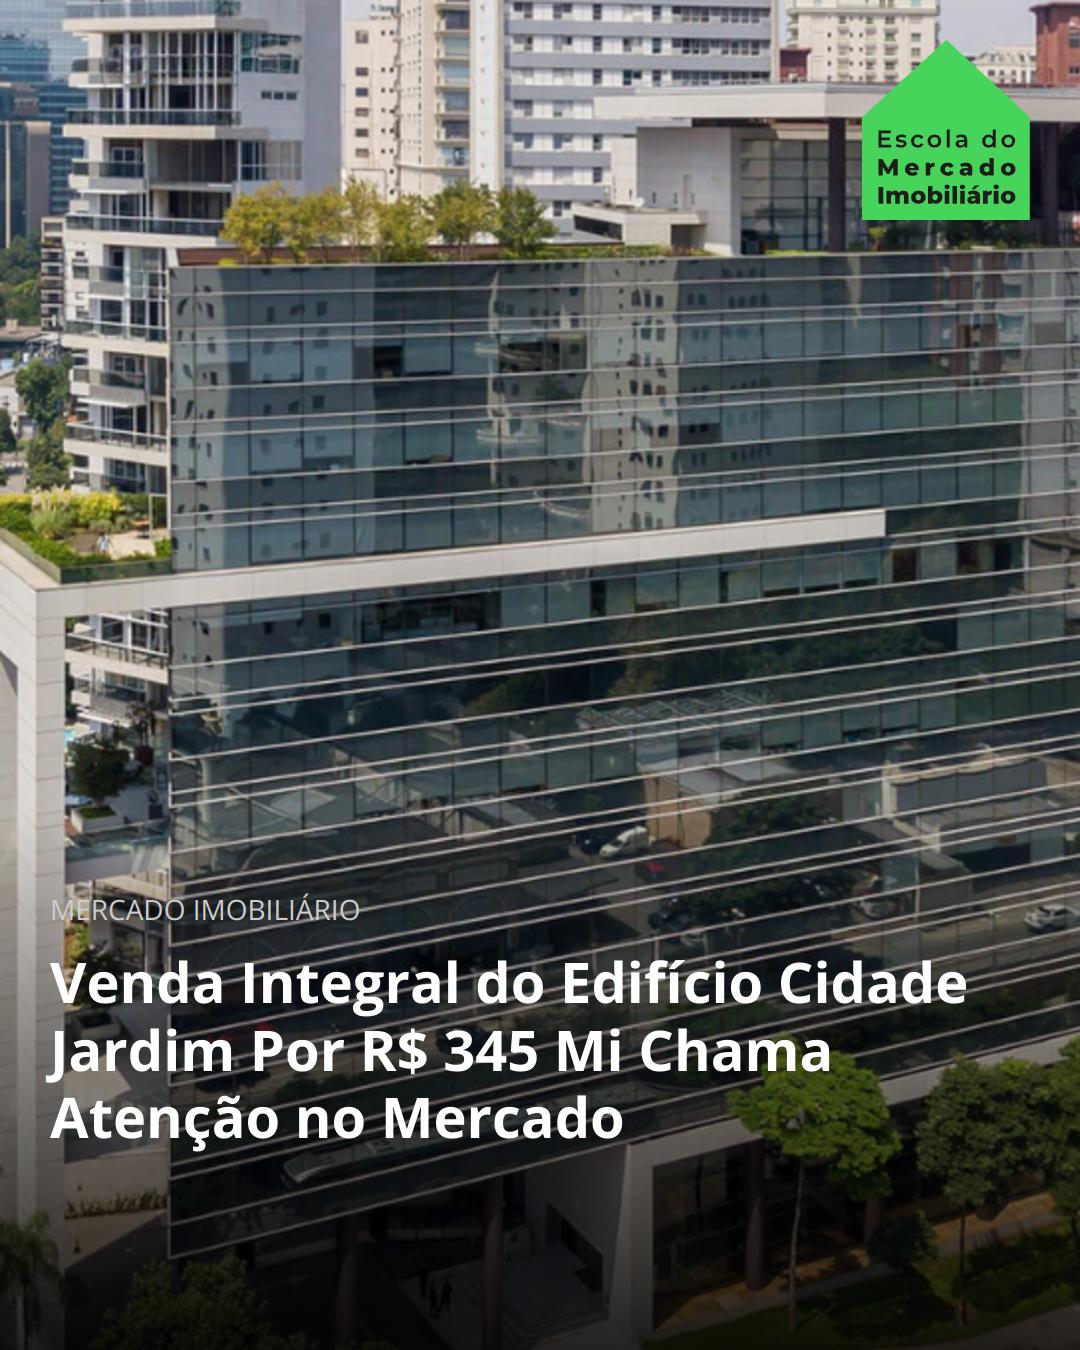 Escola do
Mercado
Imobiliário
MERCADO IMOBILIÁRIO
Venda Integral do Edifício Cidade
Jardim Por R$ 345 Mi Chama
Atenção no Mercado